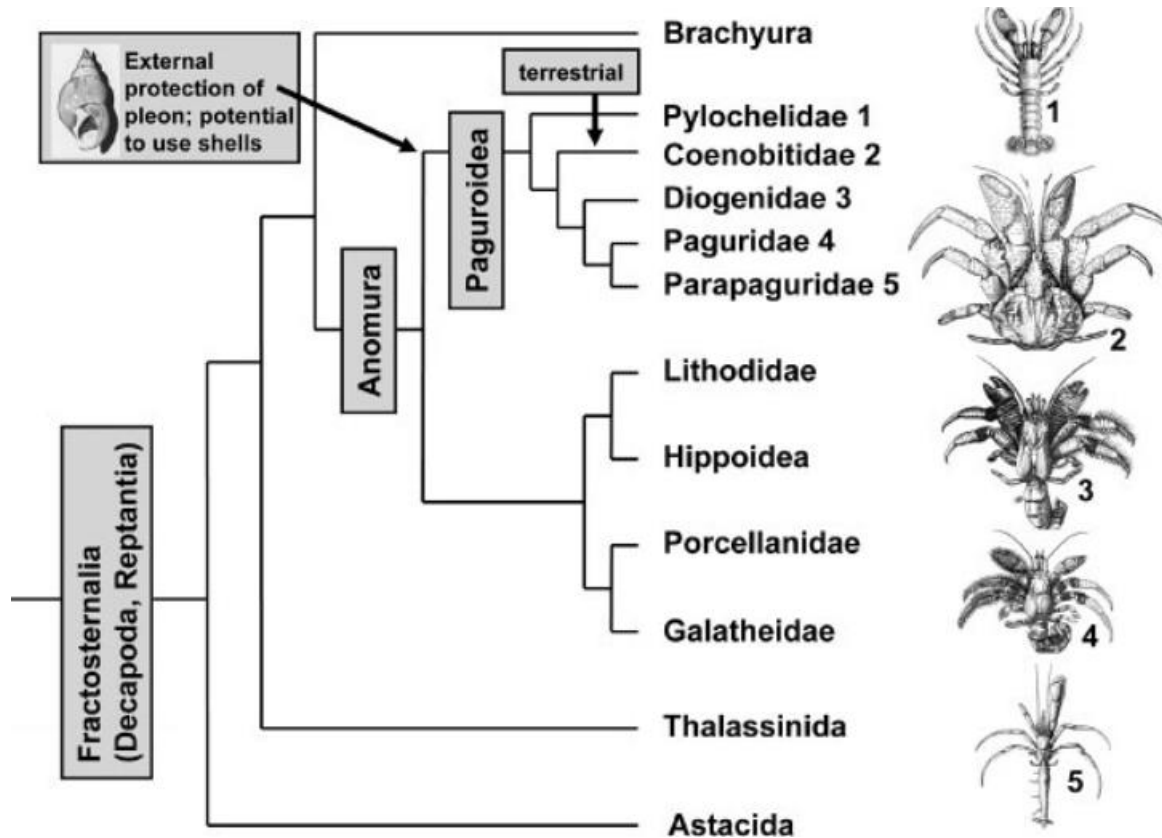 External
protection of
pleon; potential
to use shells
terrestrial
Brachyura
Pylochelidae 1
Coenobitidae 2
Diogenidae 3
Paguridae 4
Parapaguridae 5
Paguroidea
Anomura
Lithodidae
Hippoidea
Porcellanidae
Galatheidae
Fractosternalia
(Decapoda, Reptantia)
Thalassinida
Astacida
1
2
3
4
5